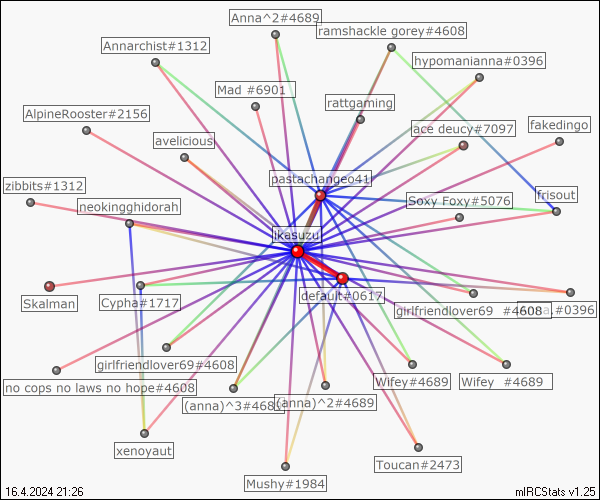 Anna^2#4689
ramshackle gorey#4608
Annarchist#1312
hypomanianna#0396
Mad #6901
rattgaming
AlpineRooster#2156
ace deucy#7097
fakedingo
avelicious
pastachangeo41
zibbits#1312
frisout
neokingghidorah
Soxy Foxy#5076
ikasuzu
Skalman
default#0617
Cypha#1717
girlfriendlover69 #4608
#0396
girlfriendlover69#4608
no cops no laws no hope#4608
Wifey#4689
Wifey #4689
(anna)^3#468
(anna)^2#4689
xenoyaut
Toucan#2473
Mushy#1984
16.4.2024 21:26
mIRCStats v1.25